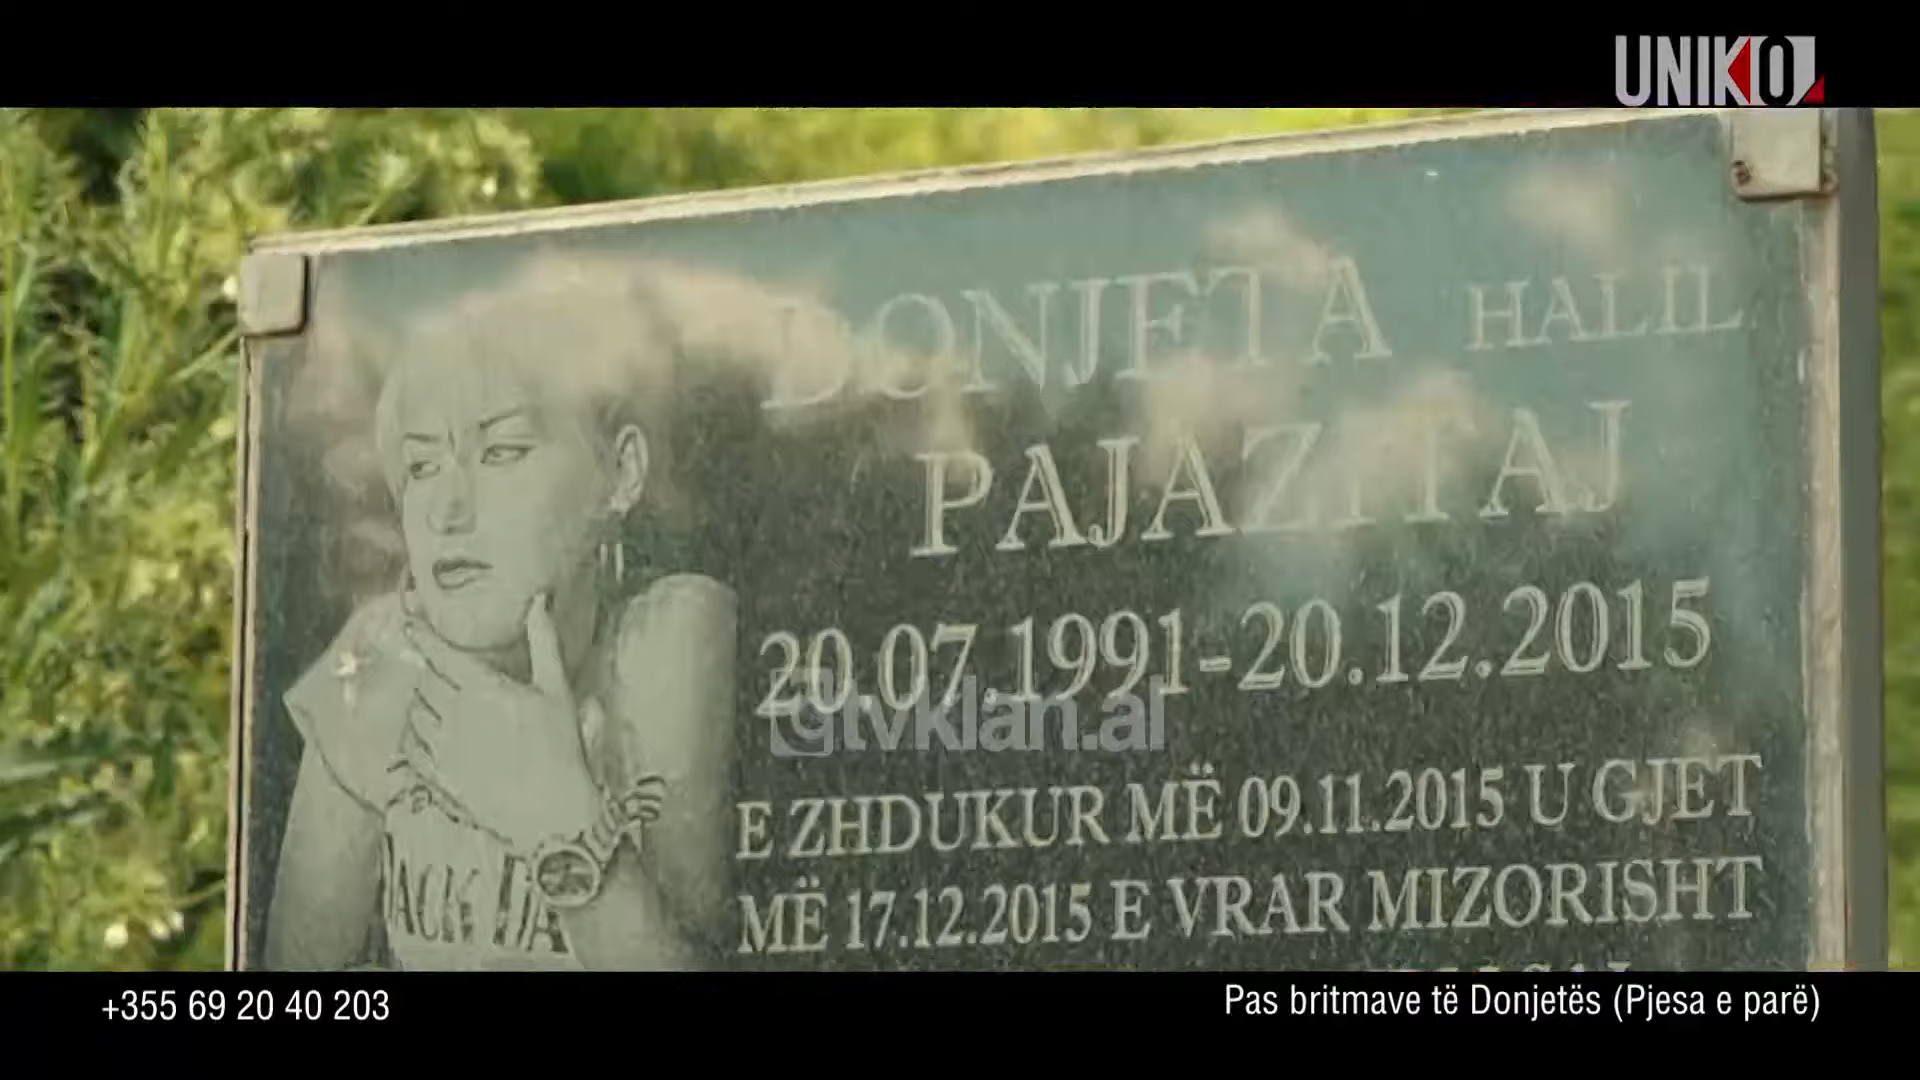 UNIKO
DONJETA HALIL
PAJAZITAJ
20.07.1991-20.12.2015
@tvklan.al
E ZHDUKUR MË 09.11.2015 U GJET
MË 17.12.2015 E VRAR MIZORISHT
+355 69 20 40 203
Pas britmave të Donjetës (Pjesa e parë)